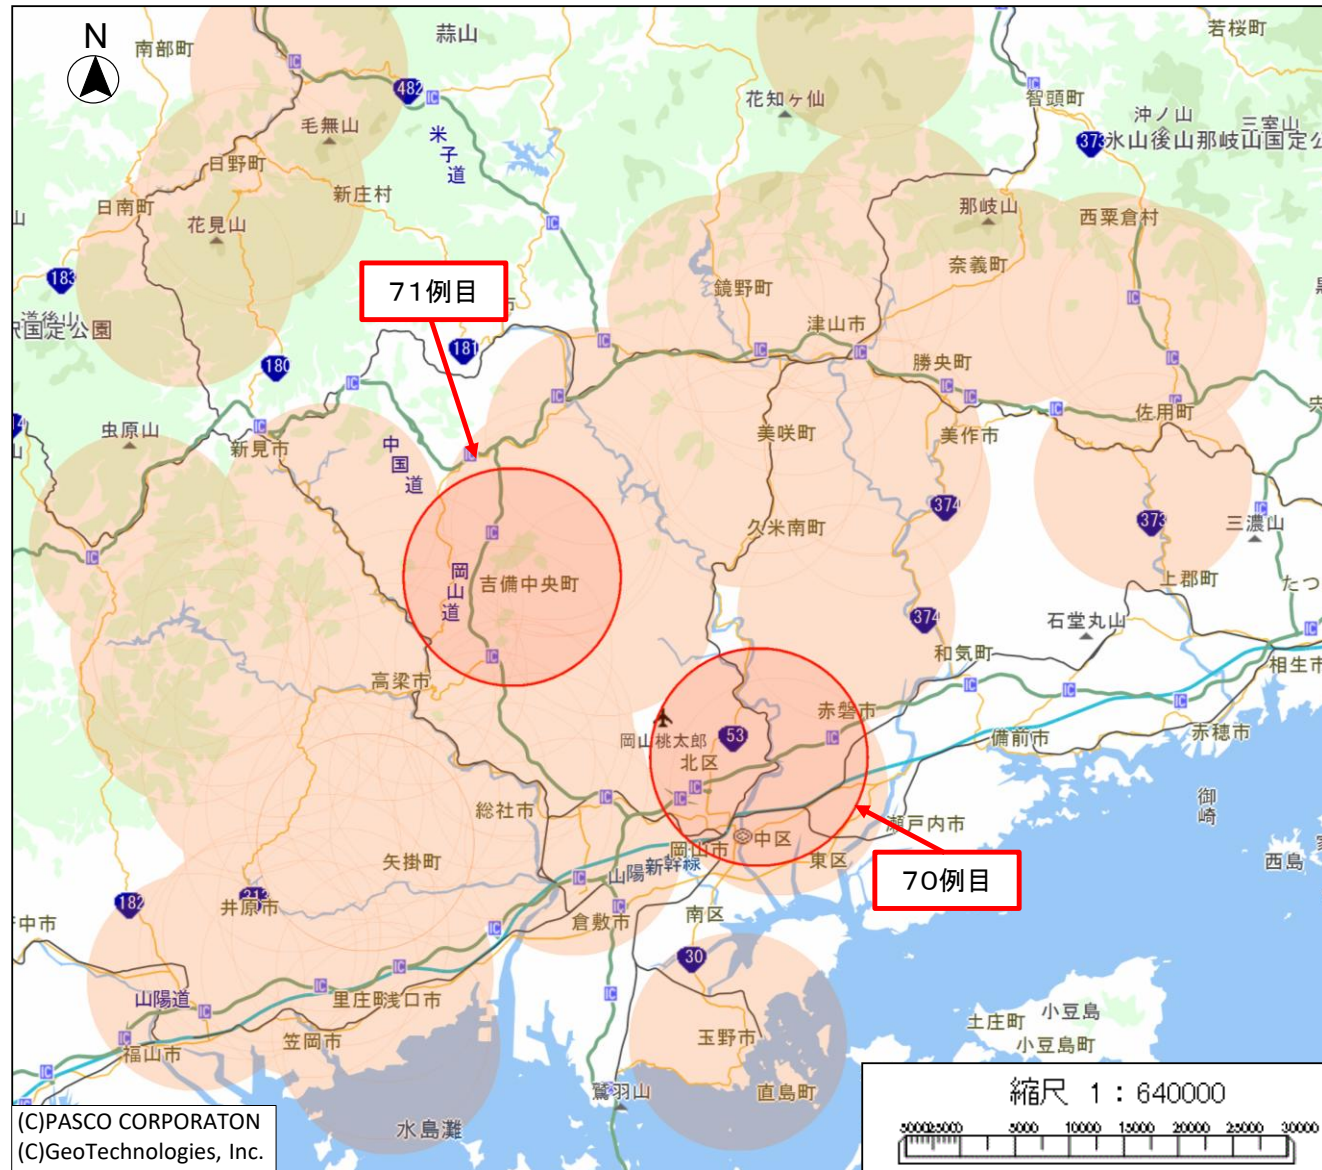 N
南部町
蒜山
若桜町
482
花知ヶ仙
智頭町
沖ノ山
三室山
毛無山
米子道
373
氷山後山那岐山国定公
日野町
新庄村
日南町
花見山
那岐山
西粟倉村
奈義町
183
道後山
国定公園
71例目
鏡野町
津山市
181
180
勝央町
佐用町
虫原山
新見市
中国道
美咲町
美作市
374
373
三濃山
久米南町
岡山道
吉備中央町
上郡町
たつ
石堂丸山
374
和気町
相生市
高梁市
赤磐市
岡山桃太郎
53
北区
備前市
赤穂市
御崎
総社市
中区
瀬戸内市
岡山市
東区
西島
矢掛町
山陽新幹線
70例目
182
313
井原市
中市
倉敷市
南区
30
山陽道
里庄町
浅口市
小豆島
土庄町
小豆島町
玉野市
福山市
笠岡市
鷲羽山
直島町
水島灘
縮尺 1：640000
5000 10000 15000 20000 25000 30000
(C)PASCO CORPORATON
(C)GeoTechnologies, Inc.
IC